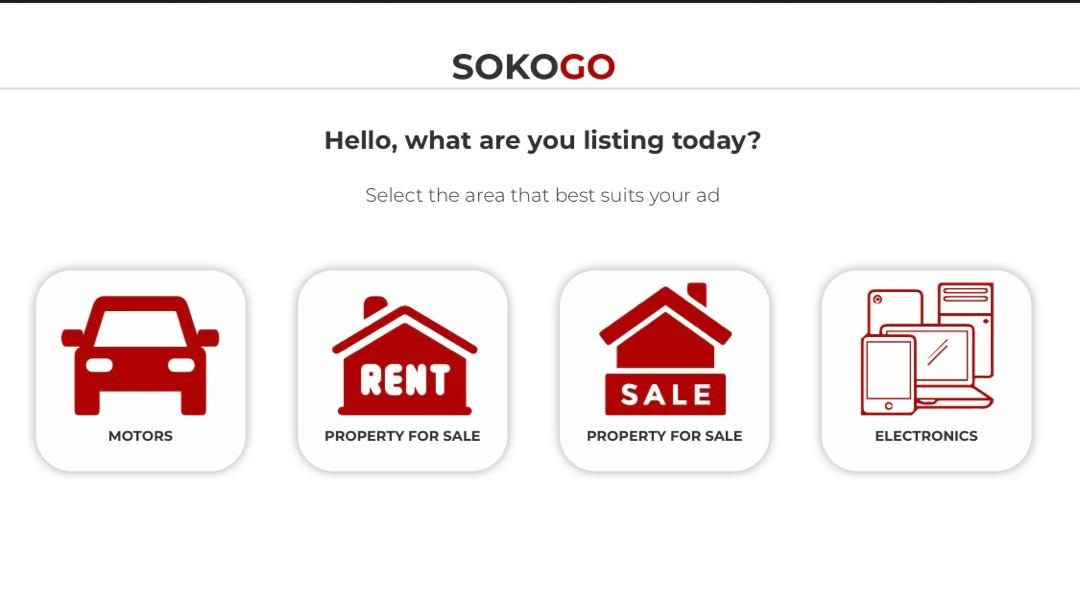 SOKOGO
Hello, what are you listing today?
Select the area that best suits your ad
RENT
SALE
MOTORS
PROPERTY FOR SALE
PROPERTY FOR SALE
ELECTRONICS